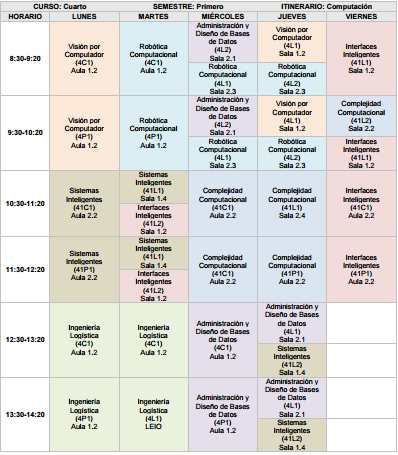 CURSO: Cuarto SEMESTRE: Primero ITINERARIO: Computación
HORARIO LUNES MARTES MIÉRCOLES JUEVES VIERNES
8:30-9:20
Visión por
Computador
(4C1)
Aula 1.2
Robótica
Computacional
(4C1)
Aula 1.2
Administración y
Diseño de Bases
de Datos
(4L2)
Sala 2.1
Robótica
Computacional
(4L1)
Sala 2.3
Visión por
Computador
(4L1)
Sala 1.2
Robótica
Computacional
(4L2)
Sala 2.3
Interfaces
Inteligentes
(41L1)
Sala 1.2
9:30-10:20
Visión por
Computador
(4P1)
Aula 1.2
Robótica
Computacional
(4P1)
Aula 1.2
Administración y
Diseño de Bases
de Datos
(4L2)
Sala 2.1
Robótica
Computacional
(4L1)
Sala 2.3
Visión por
Computador
(4L1)
Sala 1.2
Robótica
Computacional
(4L2)
Sala 2.3
Complejidad
Computacional
(41L2)
Sala 2.2
Interfaces
Inteligentes
(41L1)
Sala 1.2
10:30-11:20
Sistemas
Inteligentes
(41C1)
Aula 2.2
Sistemas
Inteligentes
(41L1)
Sala 1.4
Interfaces
Inteligentes
(41L2)
Sala 1.2
Complejidad
Computacional
(41C1)
Aula 2.2
Complejidad
Computacional
(41L1)
Sala 2.4
Interfaces
Inteligentes
(41C1)
Aula 2.2
11:30-12:20
Sistemas
Inteligentes
(41P1)
Aula 2.2
Sistemas
Inteligentes
(41L1)
Sala 1.4
Interfaces
Inteligentes
(41L2)
Sala 1.2
Complejidad
Computacional
(41C1)
Aula 2.2
Complejidad
Computacional
(41P1)
Aula 2.2
Interfaces
Inteligentes
(41P1)
Aula 2.2
12:30-13:20
Ingeniería
Logística
(4C1)
Aula 1.2
Ingeniería
Logística
(4C1)
Aula 1.2
Administración y
Diseño de Bases
de Datos
(4C1)
Aula 1.2
Administración y
Diseño de Bases
de Datos
(4L1)
Sala 2.1
Sistemas
Inteligentes
(41L2)
Sala 1.4
13:30-14:20
Ingeniería
Logística
(4P1)
Aula 1.2
Ingeniería
Logística
(4L1)
LEIO
Administración y
Diseño de Bases
de Datos
(4P1)
Aula 1.2
Administración y
Diseño de Bases
de Datos
(4L1)
Sala 2.1
Sistemas
Inteligentes
(41L2)
Sala 1.4